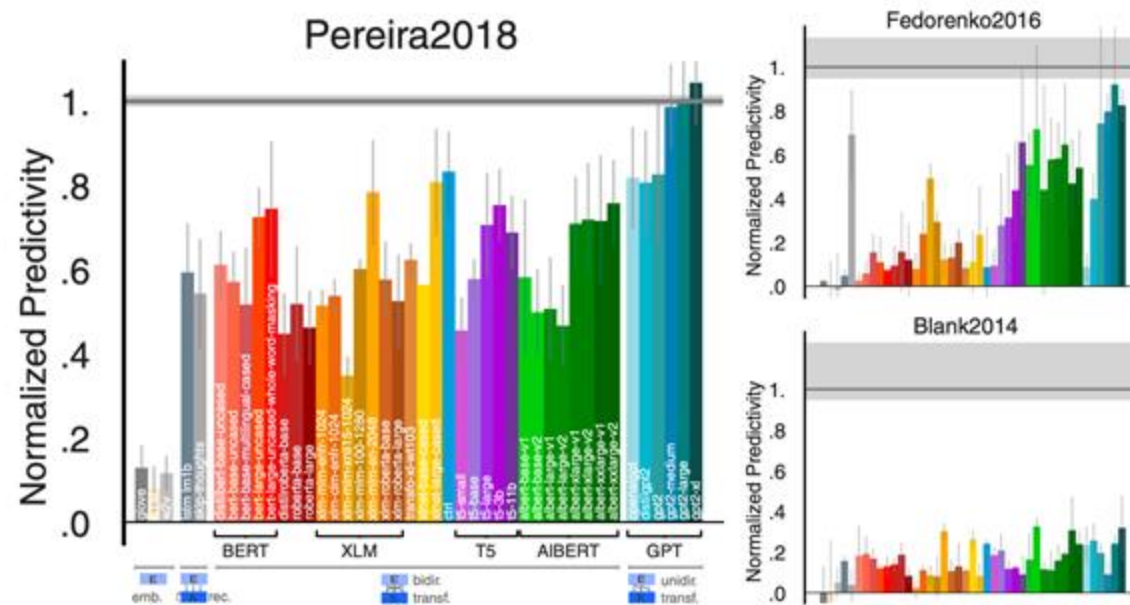 Pereira2018
Normalized Predictivity
1.
.8
.6
.4
.2
.0
glove
lstm lm1b
skip-thoughts
distilbert-base-uncased
bert-base-uncased
bert-base-multilingual-cased
bert-large-uncased
bert-large-uncased-whole-word-masking
distilroberta-base
roberta-base
roberta-large
xlm-clm-enfr-1024
xlm-mlm-xnli15-1024
xlm-mlm-100-1280
xlm-mlm-en-2048
xlm-roberta-base
xlm-roberta-large
transfo-xl-wt103
ctrl
t5-small
t5-base
t5-large
t5-3b
t5-11b
albert-base-v1
albert-base-v2
albert-large-v1
albert-large-v2
albert-xlarge-v1
albert-xlarge-v2
albert-xxlarge-v1
albert-xxlarge-v2
distilgpt2
gpt2
gpt2-medium
gpt2-large
gpt2-xl
BERT
XLM
T5
AlBERT
GPT
emb.
rec.
bidir.
transf.
unidir.
transf.
Fedorenko2016
Normalized Predictivity
1.
.8
.6
.4
.2
.0
Blank2014
Normalized Predictivity
1.
.8
.6
.4
.2
.0